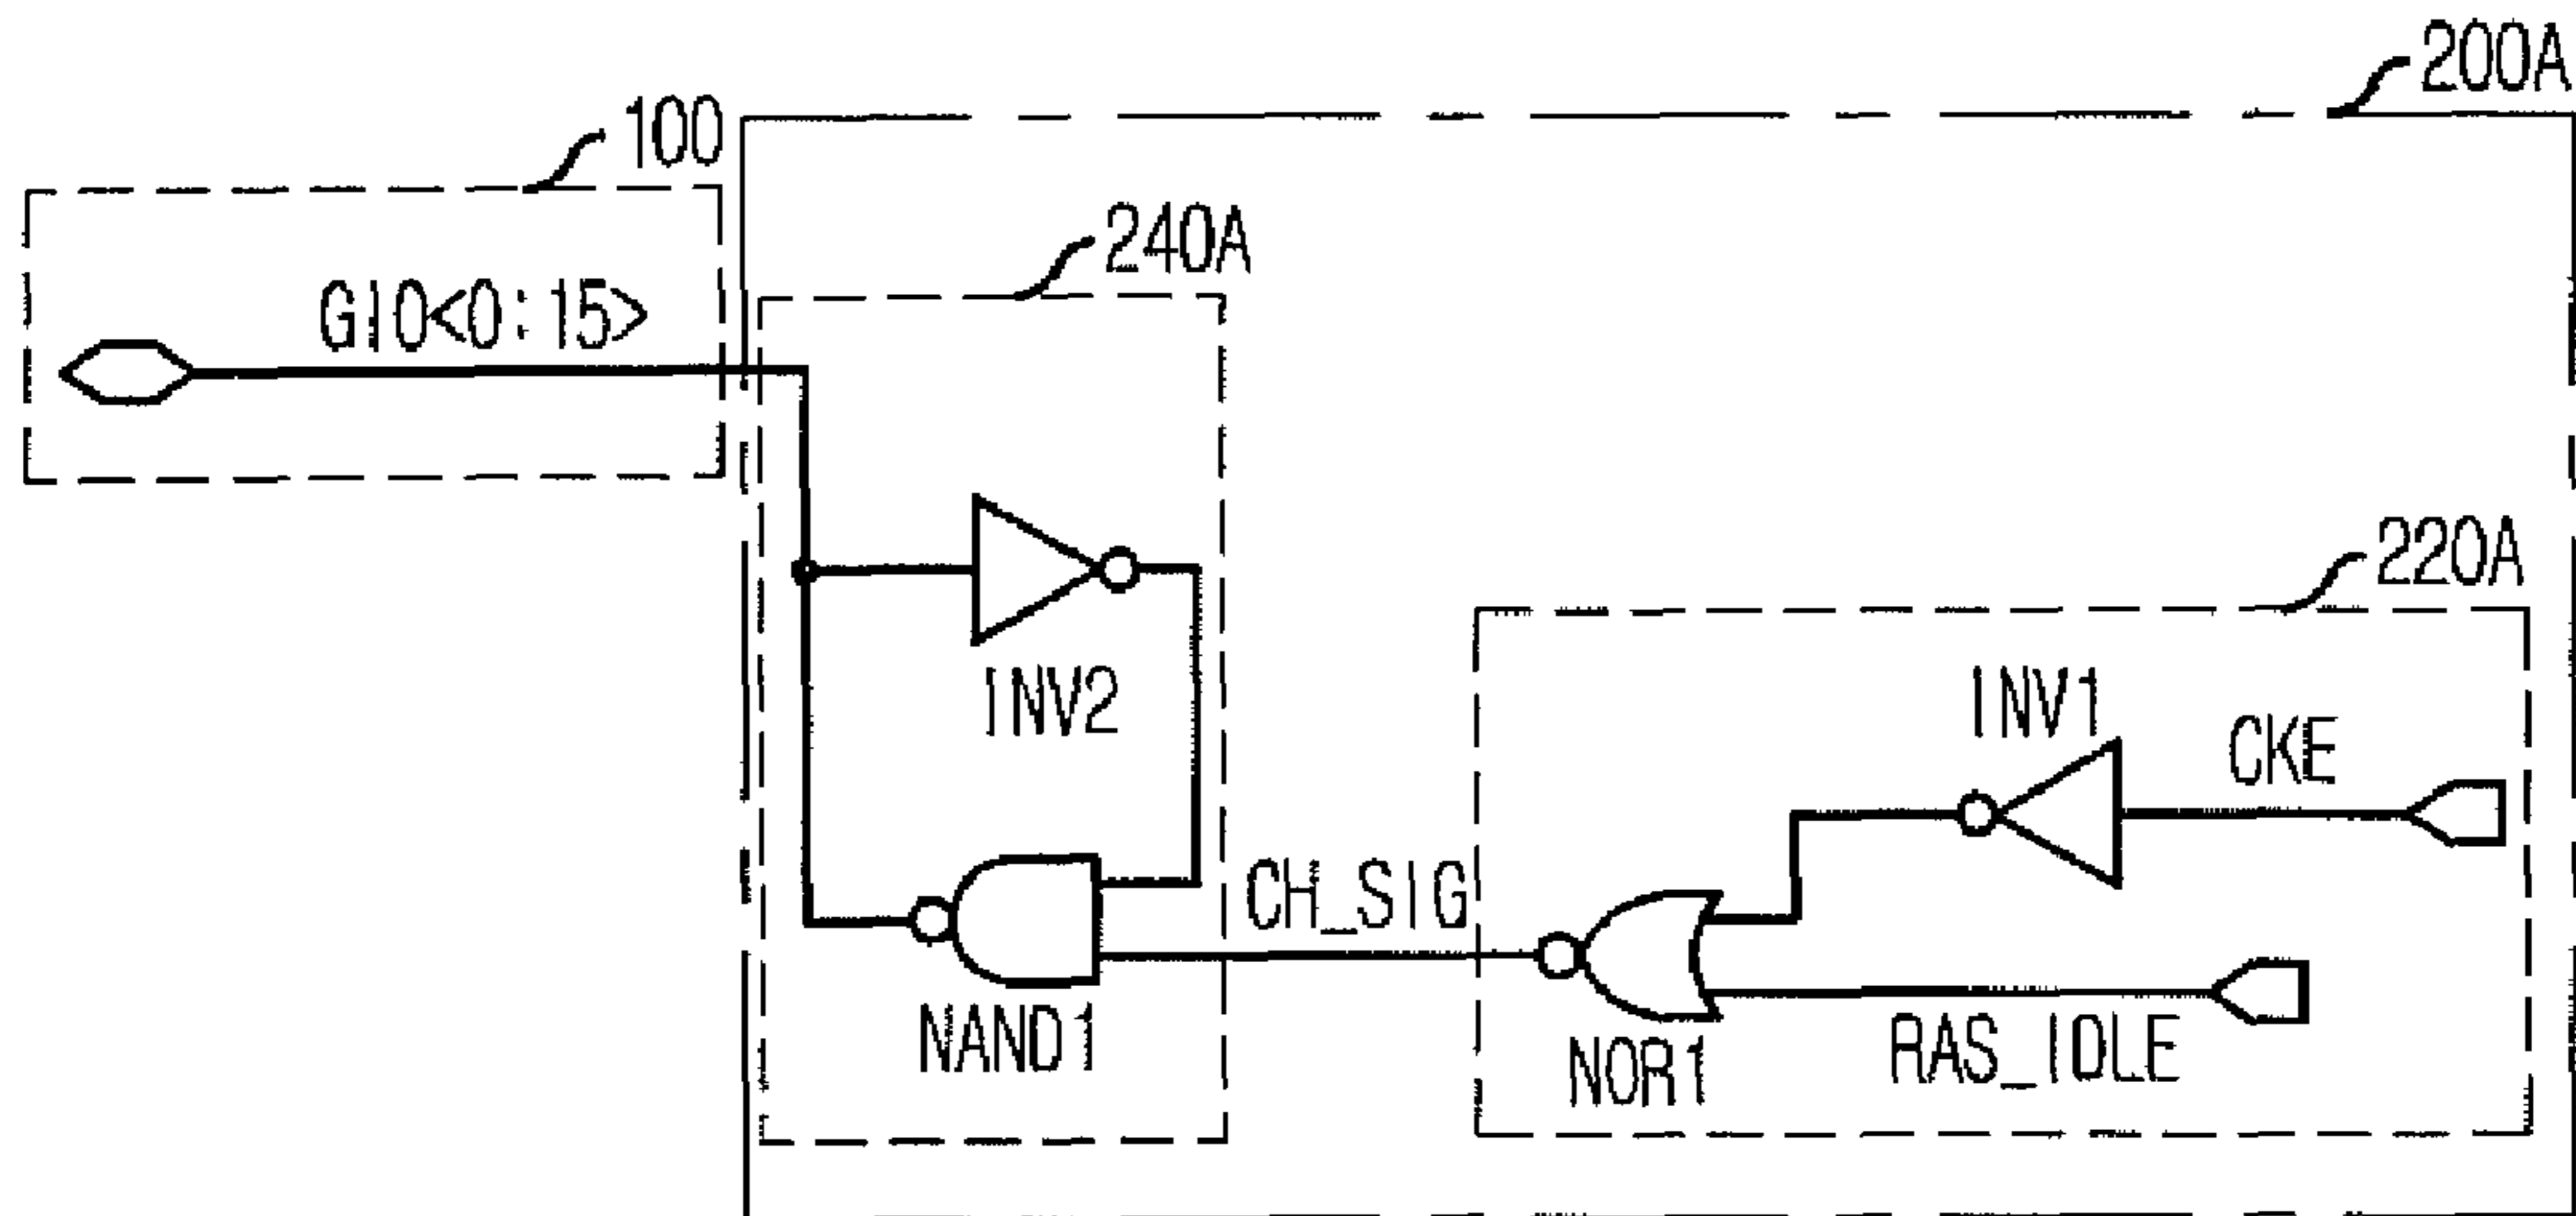 200A
100
240A
GIO<0:15>
220A
INV2
INV1
CKE
CH_SIG
NAND1
NOR1
RAS_IDLE